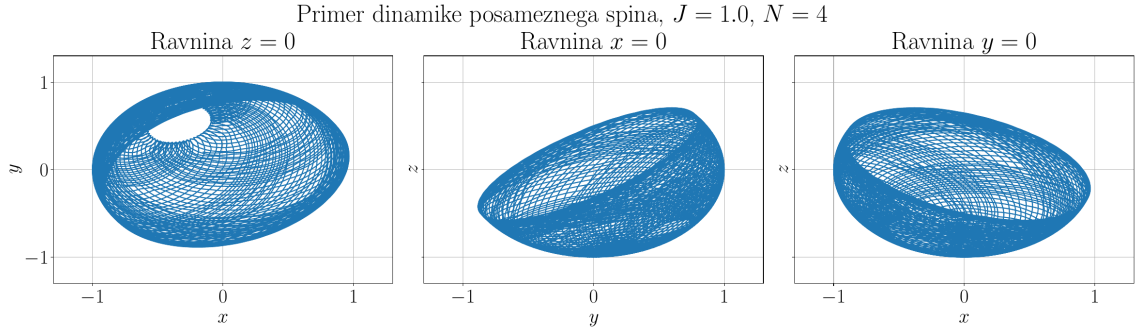 Primer dinamike posameznega spina, J = 1.0, N = 4
Ravnina z = 0
Ravnina x = 0
Ravnina y = 0
y
1
0
−1
−1 0 1
x
z
−1 0 1
y
z
−1 0 1
x